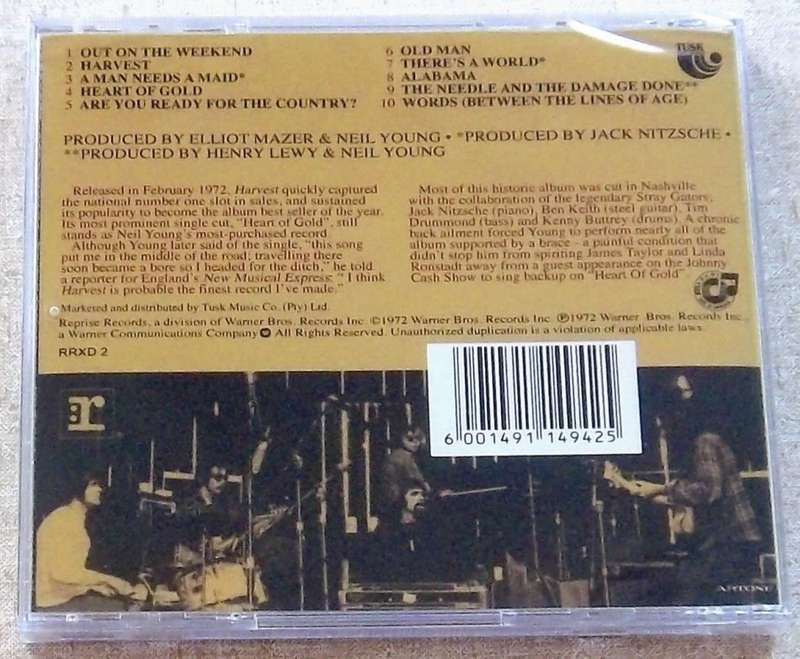 1 OUT ON THE WEEKEND
2 HARVEST
3 A MAN NEEDS A MAID*
4 HEART OF GOLD
5 ARE YOU READY FOR THE COUNTRY?
6 OLD MAN
7 THERE'S A WORLD*
8 ALABAMA
9 THE NEEDLE AND THE DAMAGE DONE**
10 WORDS (BETWEEN THE LINES OF AGE)
TUSK
PRODUCED BY ELLIOT MAZER & NEIL YOUNG • *PRODUCED BY JACK NITZSCHE •
**PRODUCED BY HENRY LEWY & NEIL YOUNG
Released in February 1972, Harvest quickly captured
the national number one slot in sales, and sustained
its popularity to become the album best seller of the year.
Its most prominent single cut, "Heart of Gold", still
stands as Neil Young's most-purchased record
Although Young later said of the single, "this song
put me in the middle of the road; travelling there
soon became a bore so I headed for the ditch," he told
a reporter for England's New Musical Express: "I think
Harvest is probable the finest record I've made."
Most of this historic album was cut in Nashville
with the collaboration of the legendary Stray Gators;
Jack Nitzsche (piano), Ben Keith (steel guitar), Tim
Drummond (bass) and Kenny Buttrey (drums). A chronic
back ailment forced Young to perform nearly all of the
album supported by a brace - a painful condition that
didn't stop him from spiriting James Taylor and Linda
Ronstadt away from a guest appearance on the Johnny
Cash Show to sing backup on "Heart Of Gold"
Marketed and distributed by Tusk Music Co. (Pty) Ltd.
Reprise Records, a division of Warner Bros. Records Inc. ©1972 Warner Bros. Records Inc ℗1972 Warner Bros. Records Inc.,
a Warner Communications Company All Rights Reserved. Unauthorized duplication is a violation of applicable laws.
RRXD 2
r
6 001491 149425